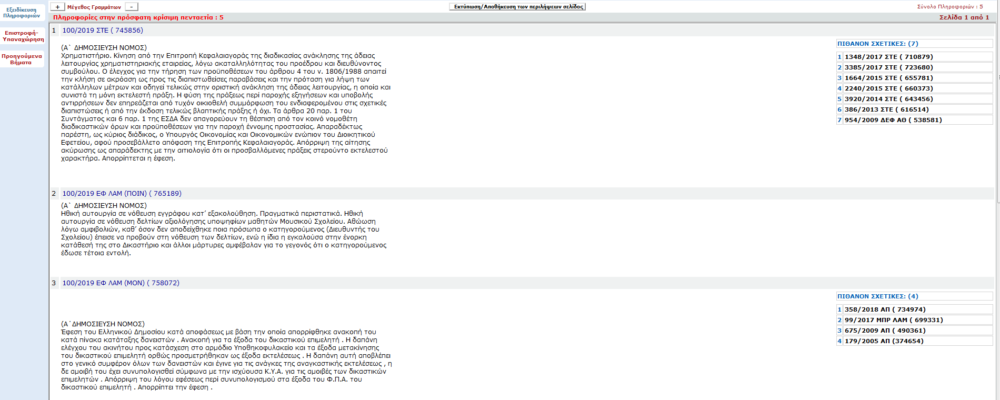 Εξειδίκευση
Πληροφοριών
Επιστροφή-
Υπαναχώρηση
Προηγούμενα
Βήματα
+ Μέγεθος Γραμμάτων -
Εκτύπωση/Αποθήκευση των περιλήψεων σελίδος
Σύνολο Πληροφοριών : 5
Πληροφορίες στην πρόσφατη κρίσιμη πενταετία : 5
Σελίδα 1 από 1
1 100/2019 ΣΤΕ ( 745856)
(Α` ΔΗΜΟΣΙΕΥΣΗ ΝΟΜΟΣ)
Χρηματιστήριο. Κίνηση από την Επιτροπή Κεφαλαιαγοράς της διαδικασίας ανάκλησης της άδειας
λειτουργίας χρηματιστηριακής εταιρείας, λόγω ακαταλληλότητας του προέδρου και διευθύνοντος
συμβούλου. Ο έλεγχος για την τήρηση των προϋποθέσεων του άρθρου 4 του ν. 1806/1988 απαιτεί
την κλήση σε ακρόαση ως προς τις διαπιστωθείσες παραβάσεις και την πρόταση για λήψη των
κατάλληλων μέτρων και οδηγεί τελικώς στην οριστική ανάκληση της άδειας λειτουργίας, η οποία και
συνιστά τη μόνη εκτελεστή πράξη. Η φύση της πράξεως περί παροχής εξηγήσεων και υποβολής
αντιρρήσεων δεν επηρεάζεται από τυχόν οικιοθελή συμμόρφωση του ενδιαφερομένου στις σχετικές
διαπιστώσεις ή από την έκδοση τελικώς βλαπτικής πράξης ή όχι. Τα άρθρα 20 παρ. 1 του
Συντάγματος και 6 παρ. 1 της ΕΣΔΑ δεν απαγορεύουν τη θέσπιση από τον κοινό νομοθέτη
διαδικαστικών όρων και προϋποθέσεων για την παροχή έννομης προστασίας. Απαραδέκτως
παρέστη, ως κύριος διάδικος, ο Υπουργός Οικονομίας και Οικονομικών ενώπιον του Διοικητικού
Εφετείου, αφού προσεβάλλετο απόφαση της Επιτροπής Κεφαλαιαγοράς. Απόρριψη της αίτησης
ακύρωσης ως απαράδεκτης με την αιτιολογία ότι οι προσβαλλόμενες πράξεις στερούντο εκτελεστού
χαρακτήρα. Απορρίπτεται η έφεση.
ΠΙΘΑΝΟΝ ΣΧΕΤΙΚΕΣ: (7)
1 1348/2017 ΣΤΕ ( 710879)
2 3385/2017 ΣΤΕ ( 723680)
3 1664/2015 ΣΤΕ ( 655781)
4 2240/2015 ΣΤΕ ( 660373)
5 3920/2014 ΣΤΕ ( 643456)
6 386/2013 ΣΤΕ ( 616514)
7 954/2009 ΔΕΦ ΑΘ ( 538581)
2 100/2019 ΕΦ ΛΑΜ (ΠΟΙΝ) ( 765189)
(Α` ΔΗΜΟΣΙΕΥΣΗ ΝΟΜΟΣ)
Ηθική αυτουργία σε νόθευση εγγράφου κατ’ εξακολούθηση. Πραγματικά περιστατικά. Ηθική
αυτουργία σε νόθευση δελτίων αξιολόγησης υποψηφίων μαθητών Μουσικού Σχολείου. Αθώωση
λόγω αμφιβολιών, καθ’ όσον δεν αποδείχθηκε ποια πρόσωπα ο κατηγορούμενος (Διευθυντής του
Σχολείου) έπεισε να προβούν στη νόθευση των δελτίων, ενώ η ίδια η εγκαλούσα στην ένορκη
κατάθεσή της στο Δικαστήριο και άλλοι μάρτυρες αμφέβαλαν για το γεγονός ότι ο κατηγορούμενος
έδωσε τέτοια εντολή.
3 100/2019 ΕΦ ΛΑΜ (ΜΟΝ) ( 758072)
(Α΄ΔΗΜΟΣΙΕΥΣΗ ΝΟΜΟΣ)
Έφεση του Ελληνικού Δημοσίου κατά αποφάσεως με βάση την οποία απορρίφθηκε ανακοπή του
κατά πίνακα κατάταξης δανειστών . Ανακοπή για τα έξοδα του δικαστικού επιμελητή . Η δαπάνη
ελέγχου του ακινήτου προς κατάσχεση στο αρμόδιο Υποθηκοφυλακείο και τα έξοδα μετακίνησης
του δικαστικού επιμελητή ορθώς προσμετρήθηκαν ως έξοδα εκτελέσεως . Η δαπάνη αυτή αποβλέπει
στο γενικό συμφέρον όλων των δανειστών και έγινε για τις ανάγκες της αναγκαστικής εκτελέσεως , η
δε αμοιβή του έχει συνυπολογισθεί σύμφωνα με την ισχύουσα Κ.Υ.Α. για τις αμοιβές των δικαστικών
επιμελητών . Απόρριψη του λόγου εφέσεως περί συνυπολογισμού στα έξοδα του Φ.Π.Α. του
δικαστικού επιμελητή . Απορρίπτει την έφεση .
ΠΙΘΑΝΟΝ ΣΧΕΤΙΚΕΣ: (4)
1 358/2018 ΑΠ ( 734974)
2 99/2017 ΜΠΡ ΛΑΜ ( 699331)
3 675/2009 ΑΠ ( 490361)
4 179/2005 ΑΠ (374654)